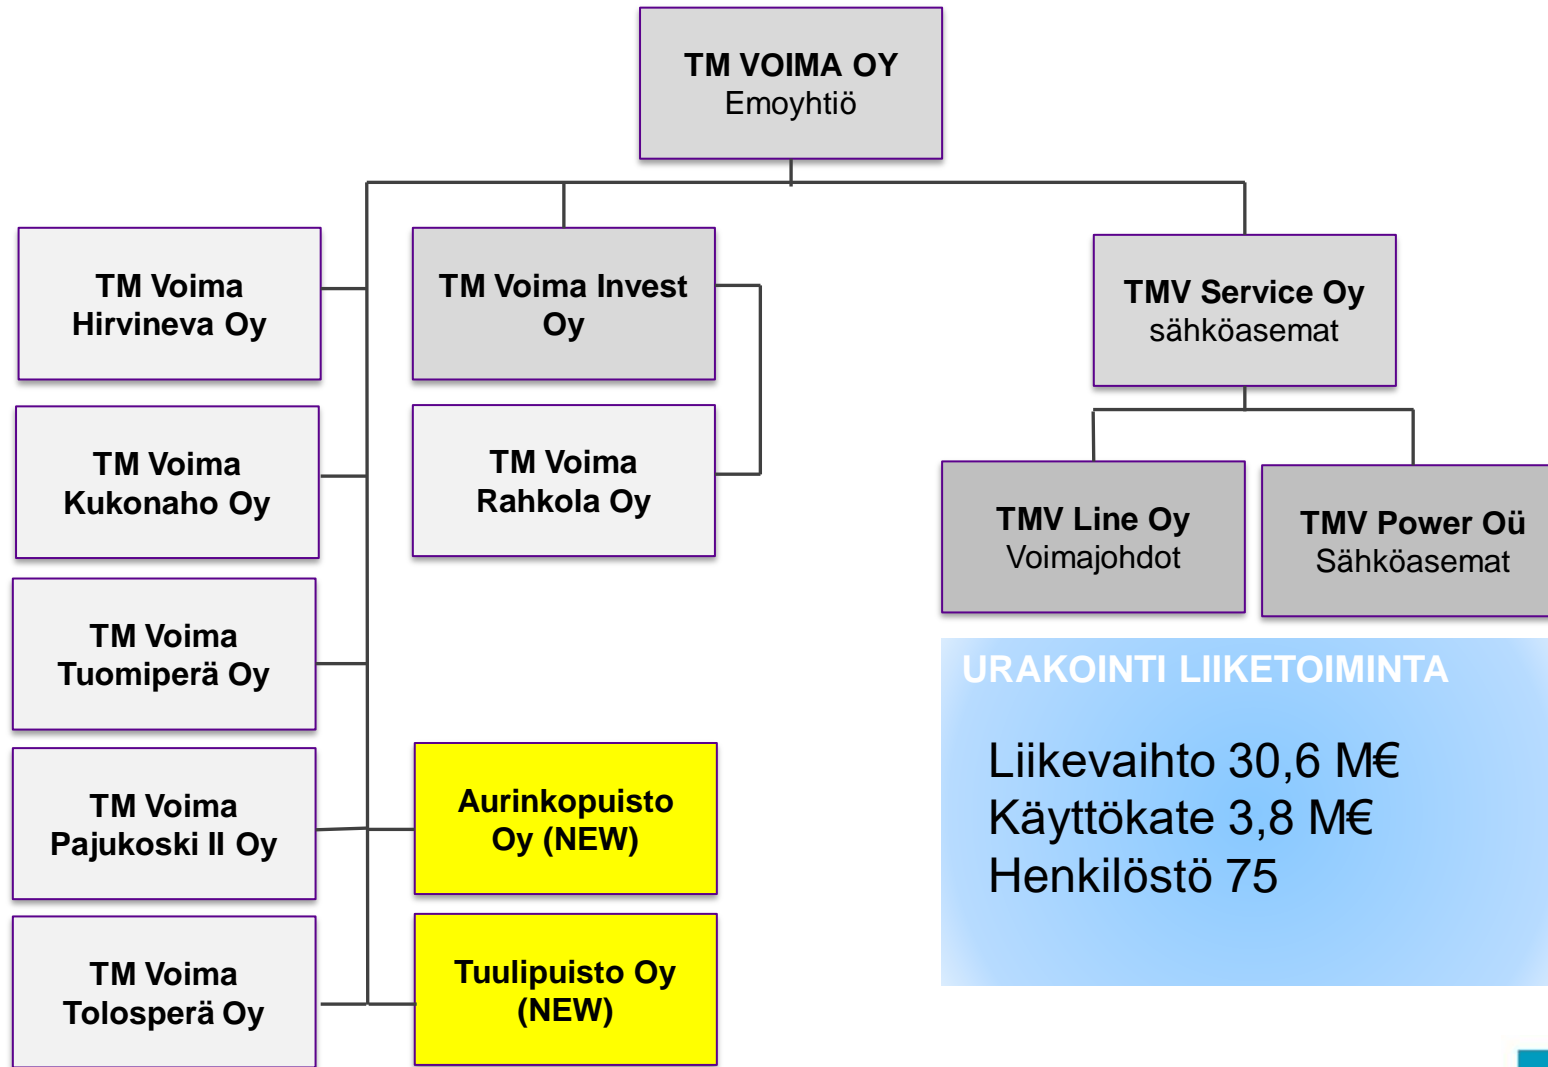 TM VOIMA OY
Emoyhtiö
TM Voima
Hirvineva Oy
TM Voima Invest
Oy
TMV Service Oy
sähköasemat
TM Voima
Kukonaho Oy
TM Voima
Rahkola Oy
TMV Line Oy
Voimajohdot
TMV Power Oü
Sähköasemat
TM Voima
Tuomiperä Oy
URAKOINTI LIIKETOIMINTA
Liikevaihto 30,6 M€
Käyttökate 3,8 M€
Henkilöstö 75
TM Voima
Pajukoski II Oy
Aurinkopuisto
Oy (NEW)
TM Voima
Tolosperä Oy
Tuulipuisto Oy
(NEW)